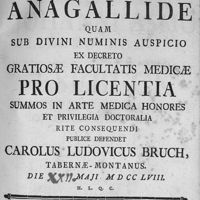 ANAGALLIDE
QUAM
SUB DIVINI NUMINIS AUSPICIO
EX DECRETO
GRATIOSÆ FACULTATIS MEDICÆ
PRO LICENTIA
SUMMOS IN ARTE MEDICA HONORES
ET PRIVILEGIA DOCTORALIA
RITE CONSEQUENDI
PUBLICE DEFENDET
CAROLUS LUDOVICUS BRUCH,
TABERNÆ-MONTANUS.
DIE MAJI M DCC LVIII.
H. L. Q. C.